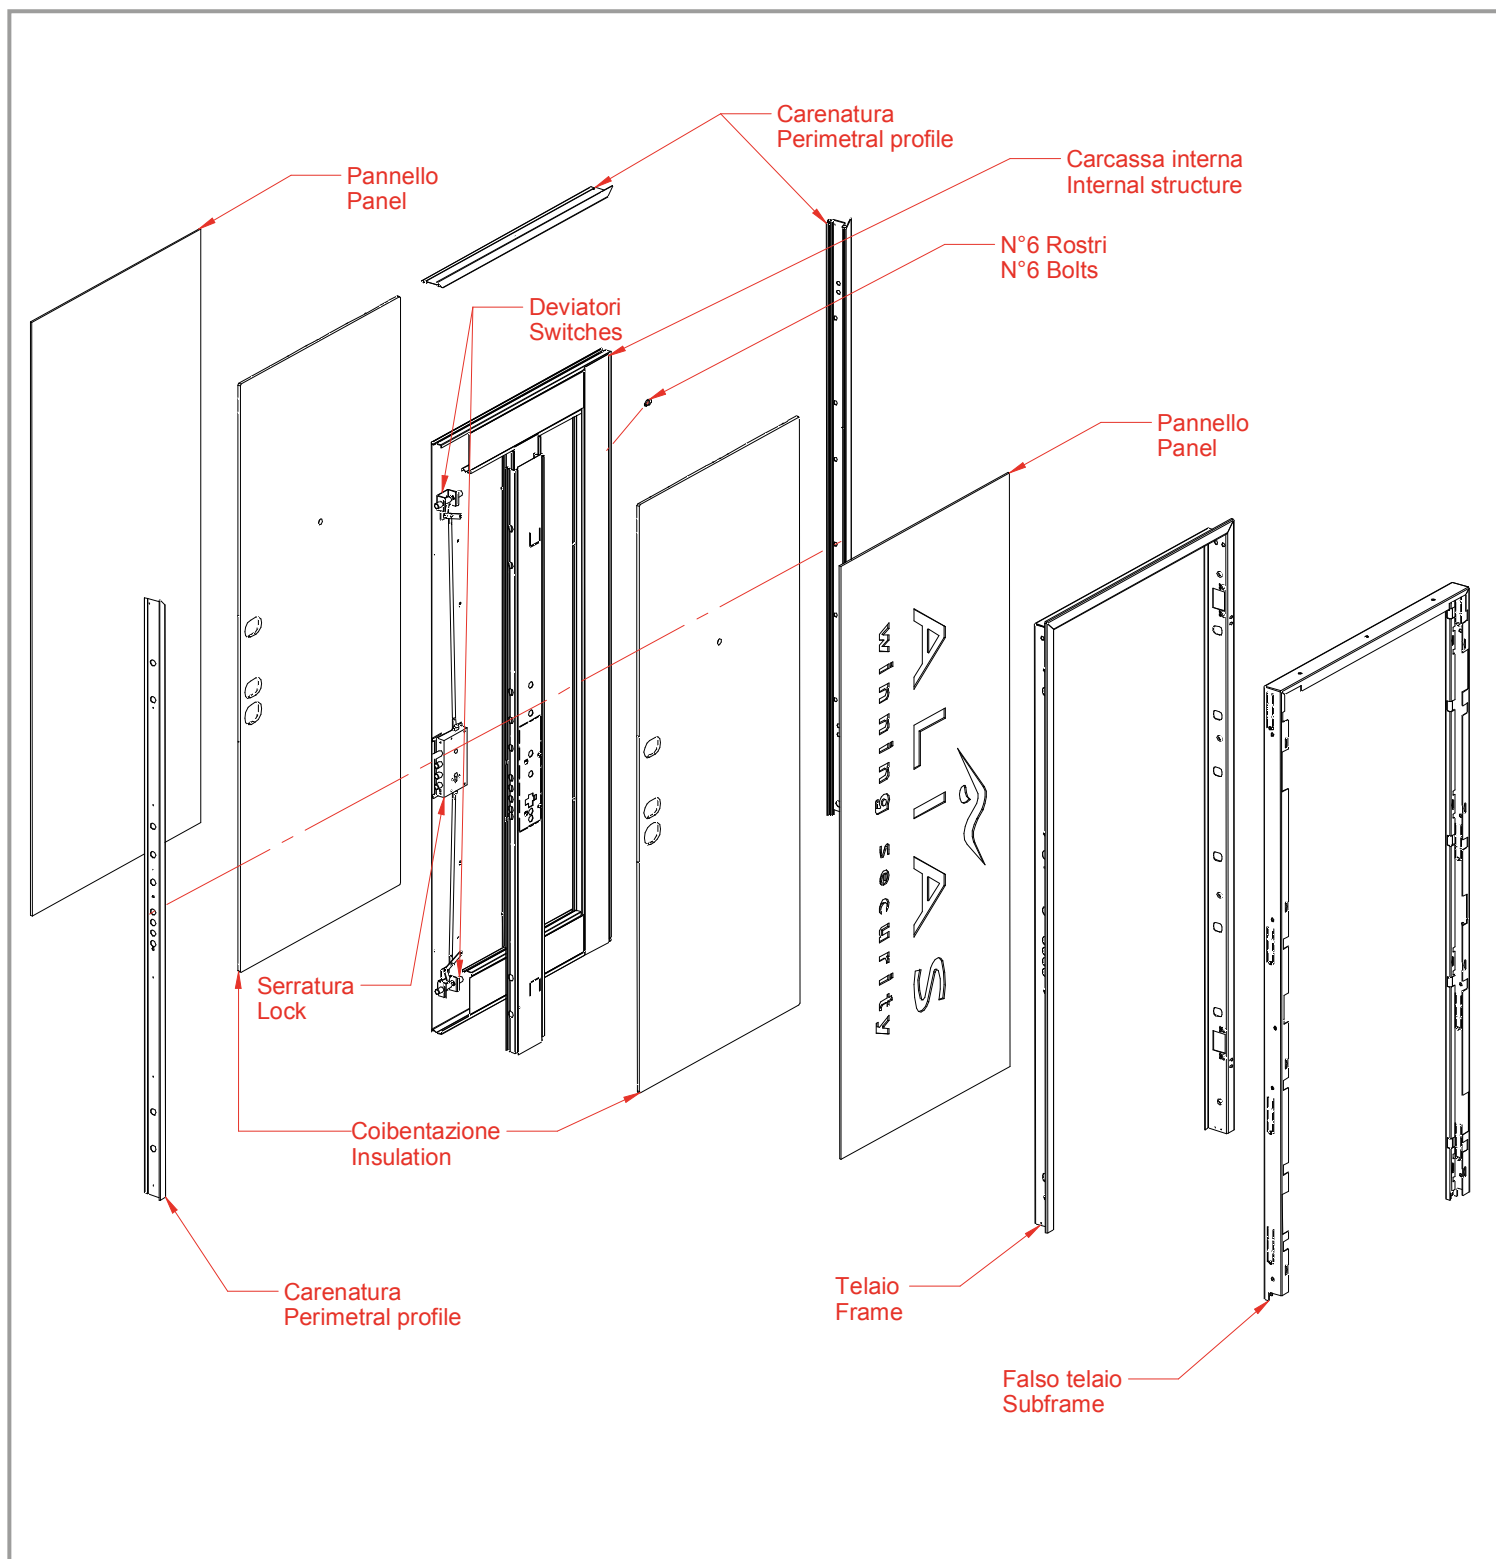 Carenatura
Perimetral profile
Carcassa interna
Internal structure
Pannello
Panel
N°6 Rostri
N°6 Bolts
Deviatori
Switches
Pannello
Panel
ALIAS
winning security
Serratura
Lock
Coibentazione
Insulation
Carenatura
Perimetral profile
Telaio
Frame
Falso telaio
Subframe